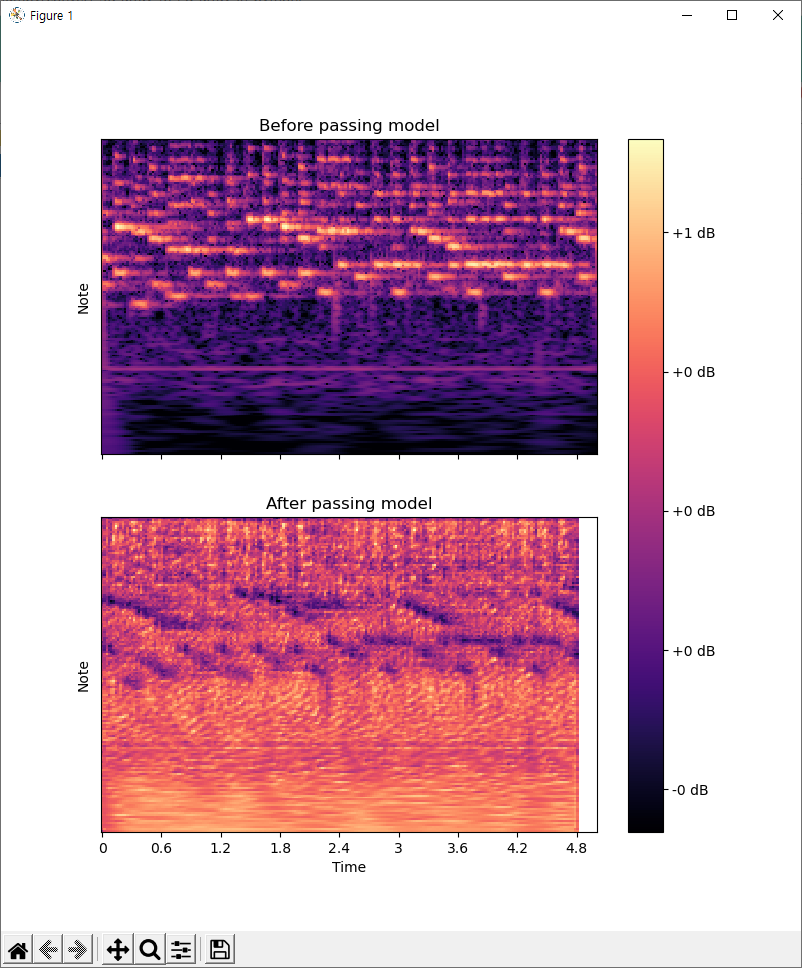 Figure 1
Before passing model
Note
+1 dB
+0 dB
+0 dB
+0 dB
-0 dB
After passing model
Note
0 0.6 1.2 1.8 2.4 3 3.6 4.2 4.8
Time